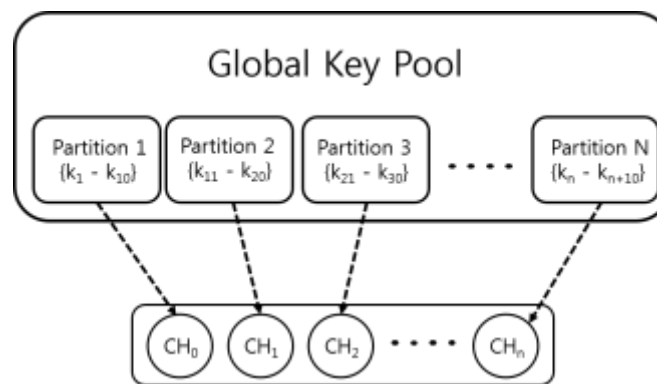 Global Key Pool
Partition 1
{k₁ - k₁₀}
Partition 2
{k₁₁ - k₂₀}
Partition 3
{k₂₁ - k₃₀}
. . . .
Partition N
{kₙ - kₙ₊₁₀}
CH₀
CH₁
CH₂
. . . .
CHₙ